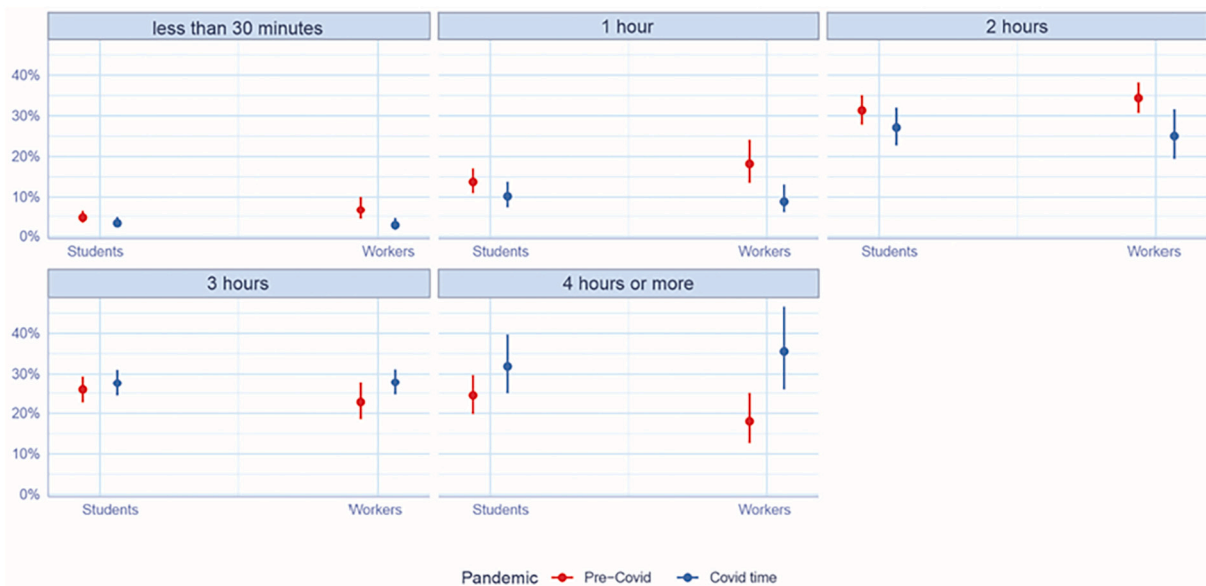 less than 30 minutes 1 hour 2 hours
40%
30%
20%
10%
0%
Students Workers Students Workers Students Workers
3 hours 4 hours or more
40%
30%
20%
10%
0%
Students Workers Students Workers
Pandemic Pre-Covid Covid time